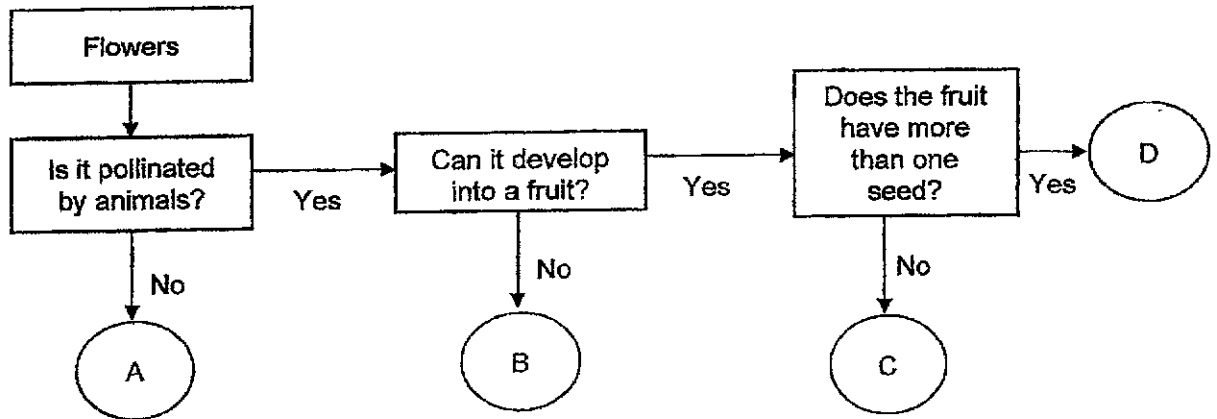 Flowers
Is it pollinated
by animals?
Yes
No
A
Can it develop
into a fruit?
Yes
No
B
Does the fruit
have more
than one
seed?
Yes
No
C
D